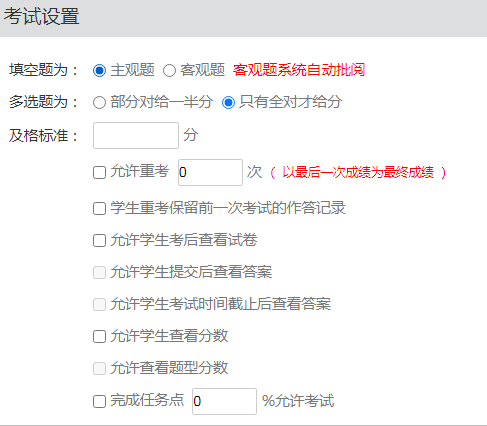 考试设置
填空题为： 主观题 客观题 客观题系统自动批阅
多选题为： 部分对给一半分 只有全对才给分
及格标准： 分
允许重考 0 次 （ 以最后一次成绩为最终成绩 ）
学生重考保留前一次考试的作答记录
允许学生考后查看试卷
允许学生提交后查看答案
允许学生考试时间截止后查看答案
允许学生查看分数
允许查看题型分数
完成任务点 0 %允许考试